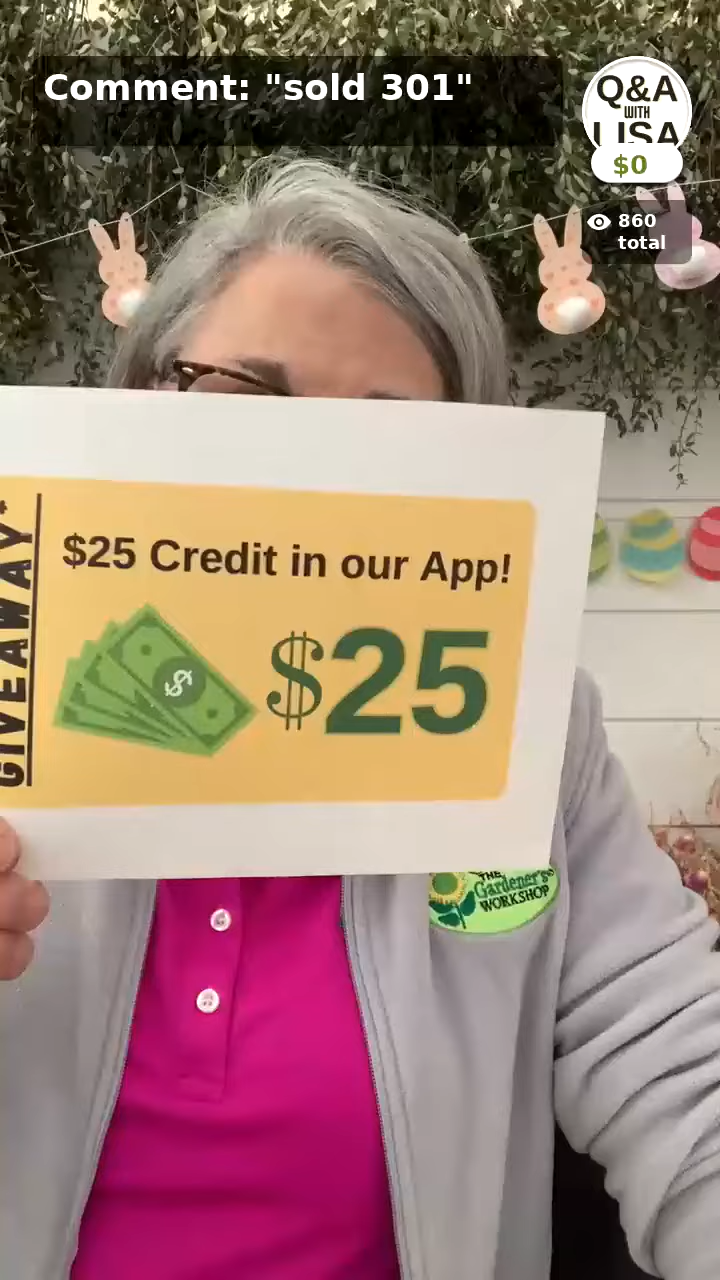 Comment: "sold 301"
Q&A
WITH
LISA
$0
860
total
GIVEAWAY*
$25 Credit in our App!
$25
THE
Gardener's
WORKSHOP